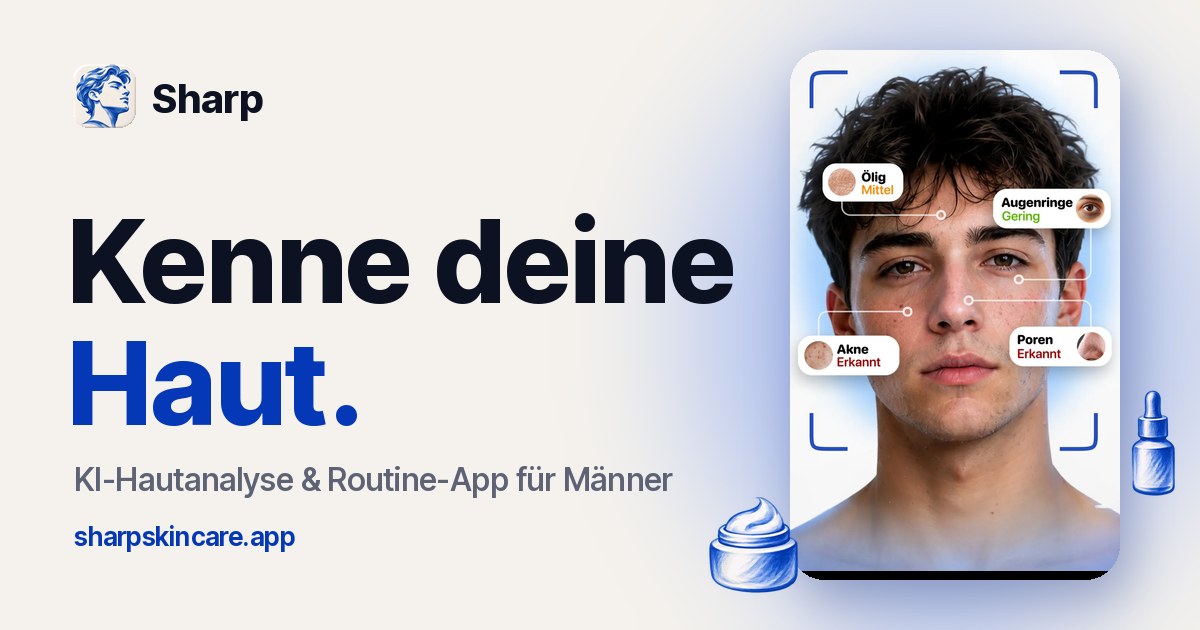 Sharp
Kenne deine
Haut.
KI-Hautanalyse & Routine-App für Männer
sharpskincare.app
Ölig
Mittel
Augenringe
Gering
Akne
Erkannt
Poren
Erkannt